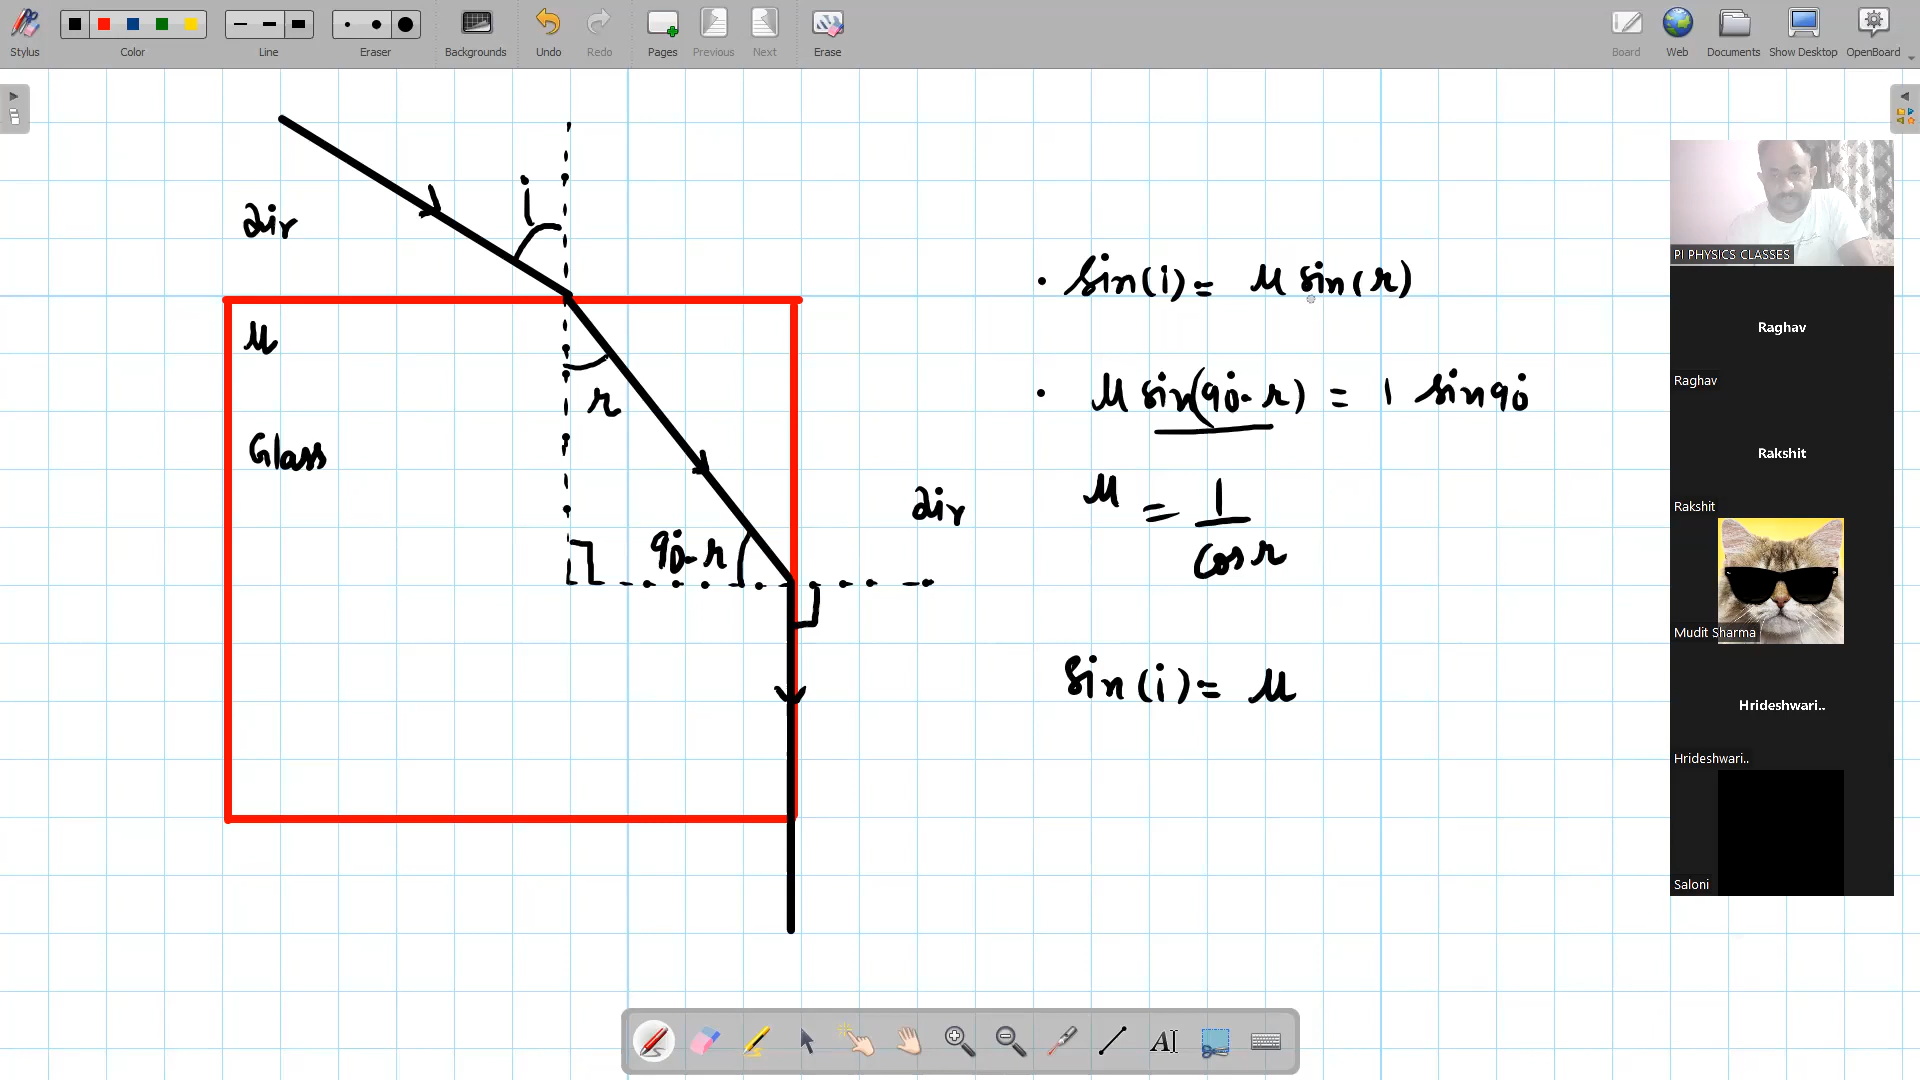 Stylus Color Line Eraser Backgrounds Undo Redo Pages Previous Next Erase Board Web Documents Show Desktop OpenBoard
i
air
μ
Glass
r
90°-r
air
· sin(i) = μ sin(r)
· μ sin(90°-r) = 1 sin90°
μ = 1/cosr
sin(i) = μ
PI PHYSICS CLASSES
Raghav
Raghav
Rakshit
Rakshit
Mudit Sharma
Hrideshwari..
Hrideshwari..
Saloni
AI